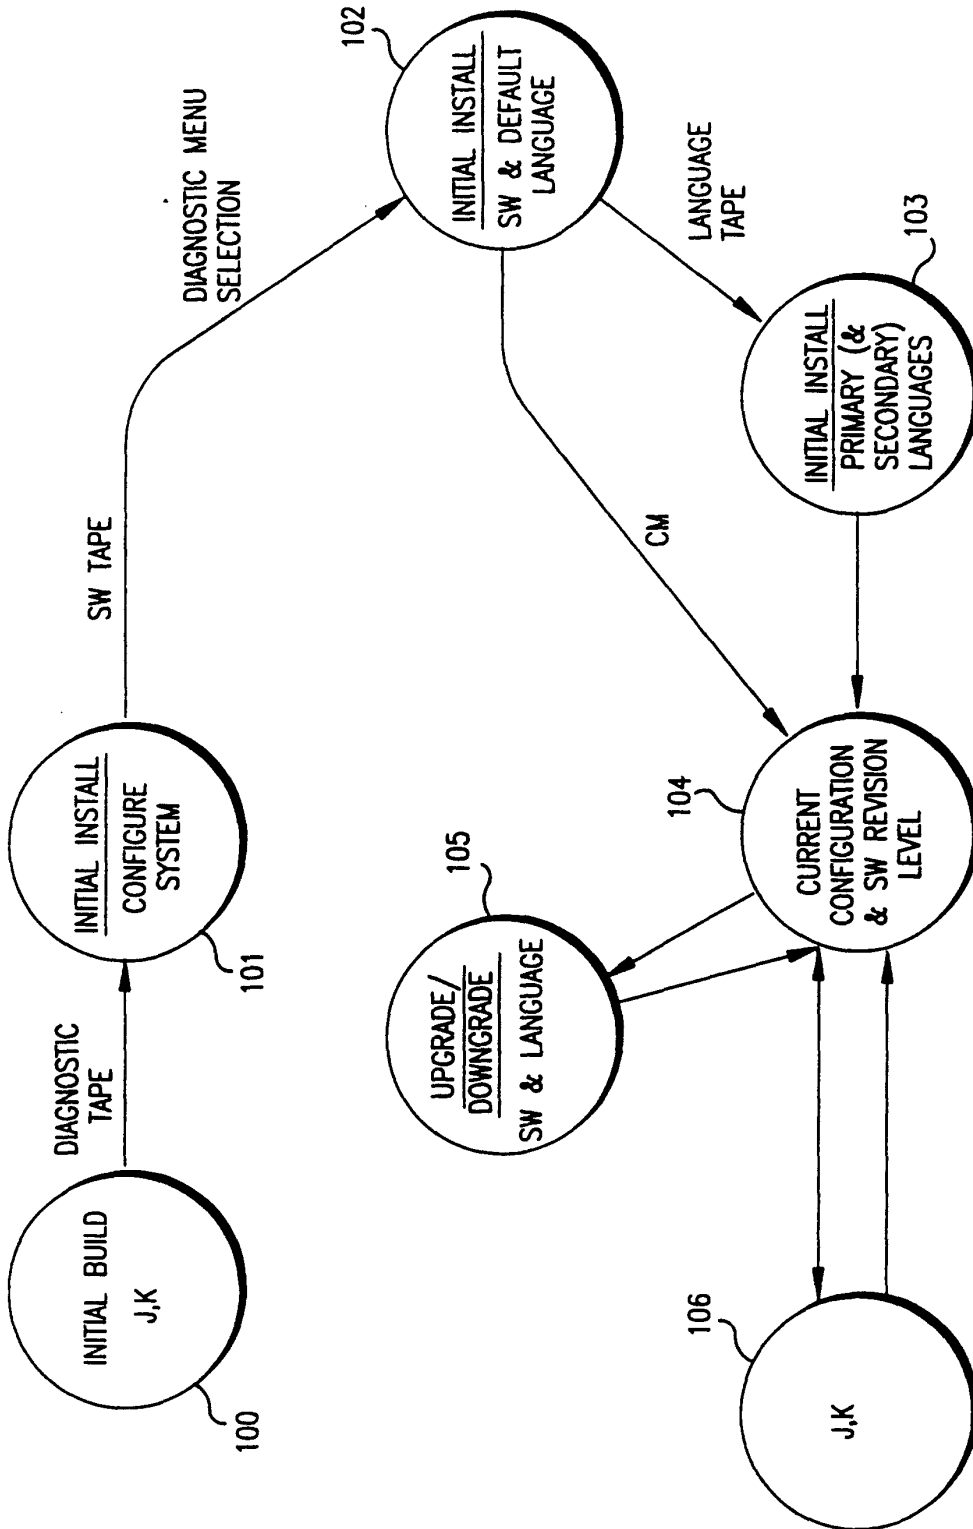 INITIAL BUILD
J,K
100
DIAGNOSTIC
TAPE
INITIAL INSTALL
CONFIGURE
SYSTEM
101
SW TAPE
DIAGNOSTIC MENU
SELECTION
INITIAL INSTALL
SW & DEFAULT
LANGUAGE
102
LANGUAGE
TAPE
CM
INITIAL INSTALL
PRIMARY (&
SECONDARY)
LANGUAGES
103
CURRENT
CONFIGURATION
& SW REVISION
LEVEL
104
UPGRADE/
DOWNGRADE
SW & LANGUAGE
105
J,K
106